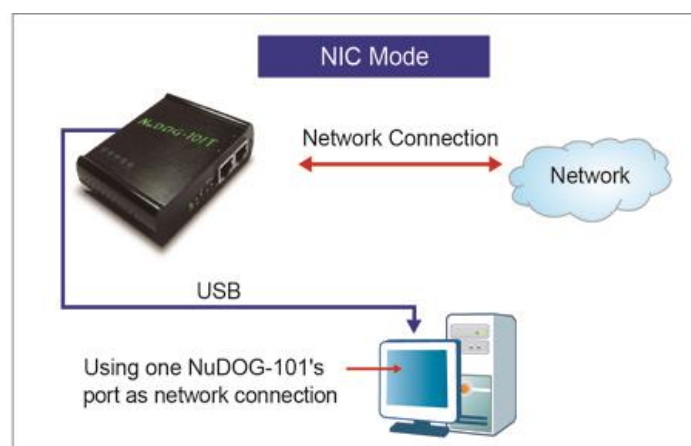 NIC Mode
NuDOG-101T
Network Connection
Network
USB
Using one NuDOG-101's
port as network connection